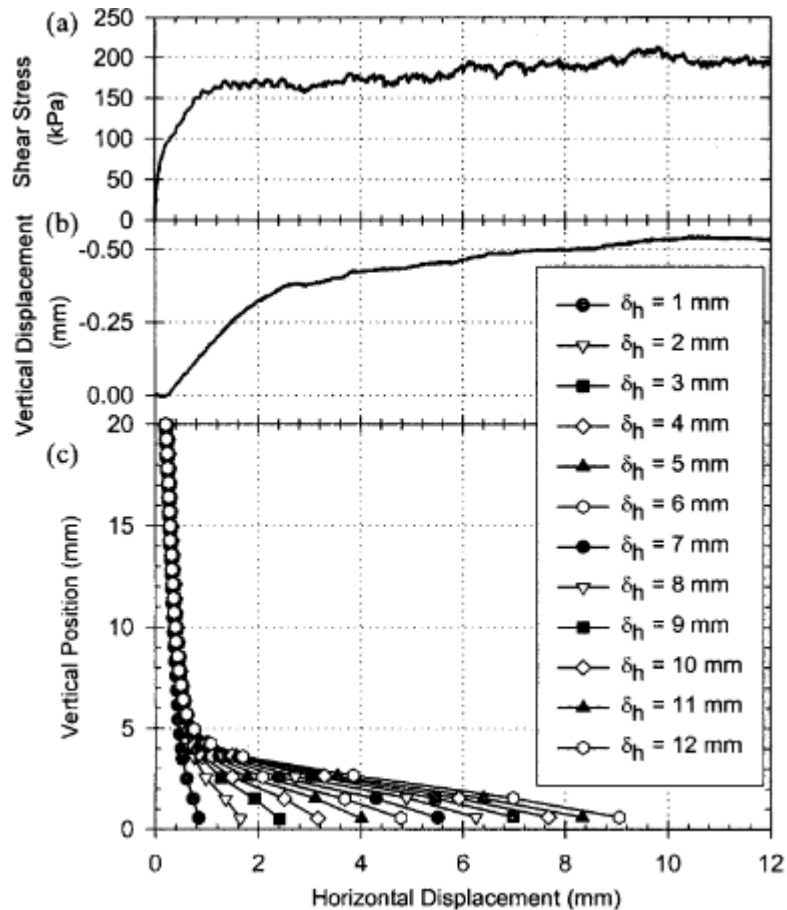 (a)
250
200
150
100
50
0
Shear Stress
(kPa)
(b)
-0.50
-0.25
0.00
Vertical Displacement
(mm)
(c)
20
15
10
5
0
Vertical Position (mm)
δh = 1 mm
δh = 2 mm
δh = 3 mm
δh = 4 mm
δh = 5 mm
δh = 6 mm
δh = 7 mm
δh = 8 mm
δh = 9 mm
δh = 10 mm
δh = 11 mm
δh = 12 mm
0 2 4 6 8 10 12
Horizontal Displacement (mm)